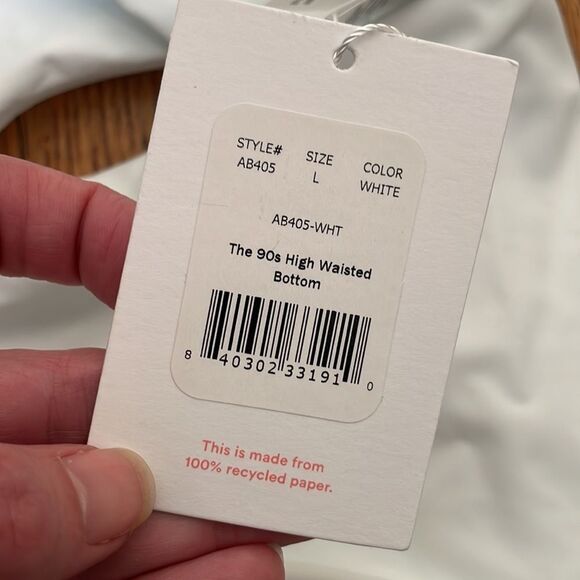 STYLE# SIZE COLOR
AB405 L WHITE
AB405-WHT
The 90s High Waisted
Bottom
8 40302 33191 0
This is made from
100% recycled paper.